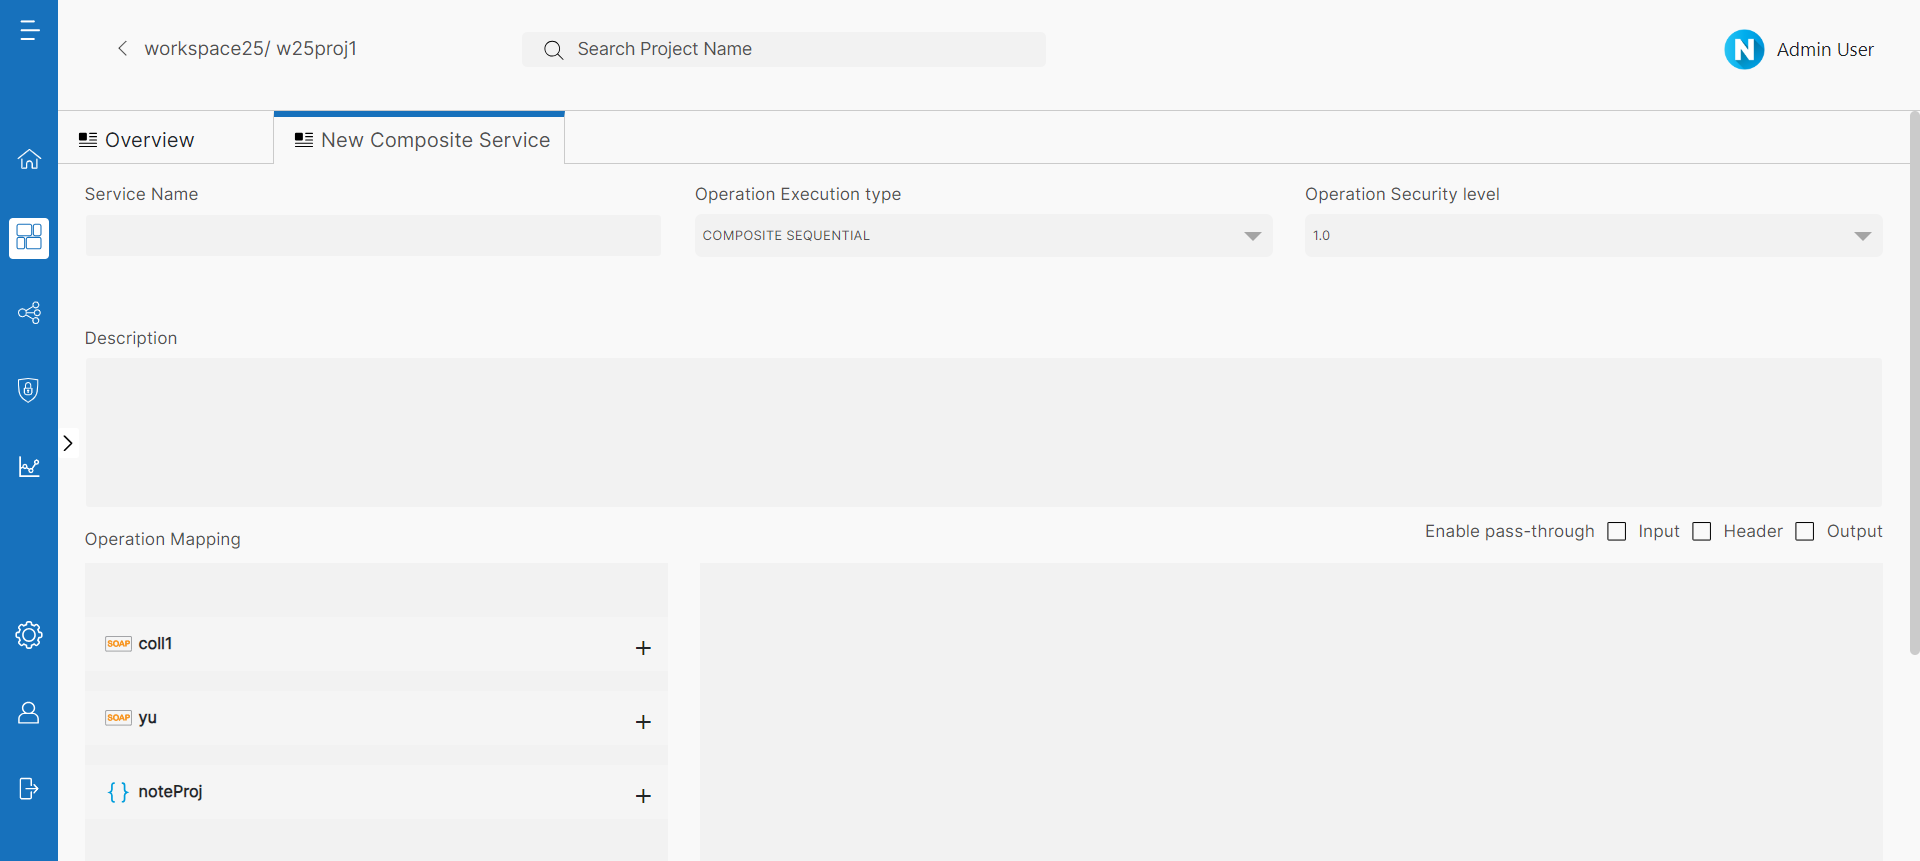 workspace25/ w25proj1
Search Project Name
N Admin User
Overview
New Composite Service
Service Name
Operation Execution type
Operation Security level
COMPOSITE SEQUENTIAL
1.0
Description
Enable pass-through Input Header Output
Operation Mapping
SOAP coll1 +
SOAP yu +
{ } noteProj +